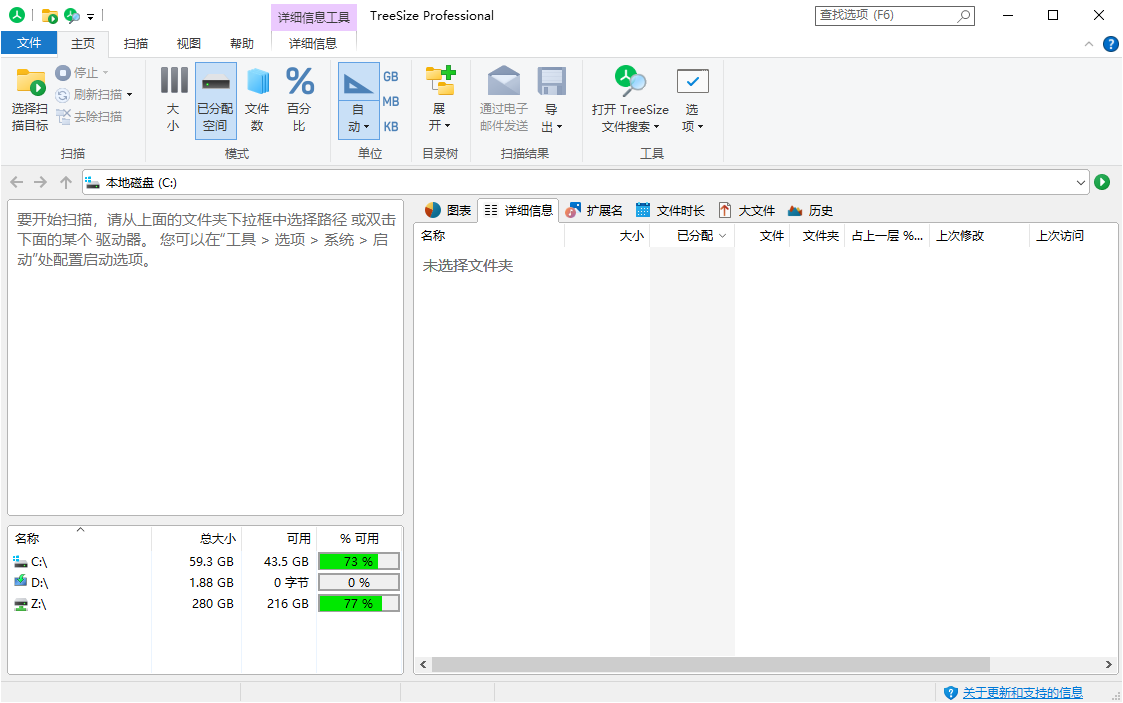 详细信息工具
TreeSize Professional
查找选项 (F6)
文件
主页
扫描
视图
帮助
详细信息
选择扫
描目标
停止
刷新扫描
去除扫描
扫描
大
小
已分配
空间
文件
数
百分
比
模式
自
动
GB
MB
KB
单位
展
开
目录树
通过电子
邮件发送
导
出
扫描结果
打开 TreeSize
文件搜索
选
项
工具
本地磁盘 (C:)
要开始扫描，请从上面的文件夹下拉框中选择路径 或双击
下面的某个 驱动器。 您可以在“工具 > 选项 > 系统 > 启
动”处配置启动选项。
图表
详细信息
扩展名
文件时长
大文件
历史
名称
大小
已分配
文件
文件夹
占上一层 %...
上次修改
上次访问
未选择文件夹
名称
总大小
可用
% 可用
C:\ 59.3 GB 43.5 GB 73 %
D:\ 1.88 GB 0 字节 0 %
Z:\ 280 GB 216 GB 77 %
关于更新和支持的信息